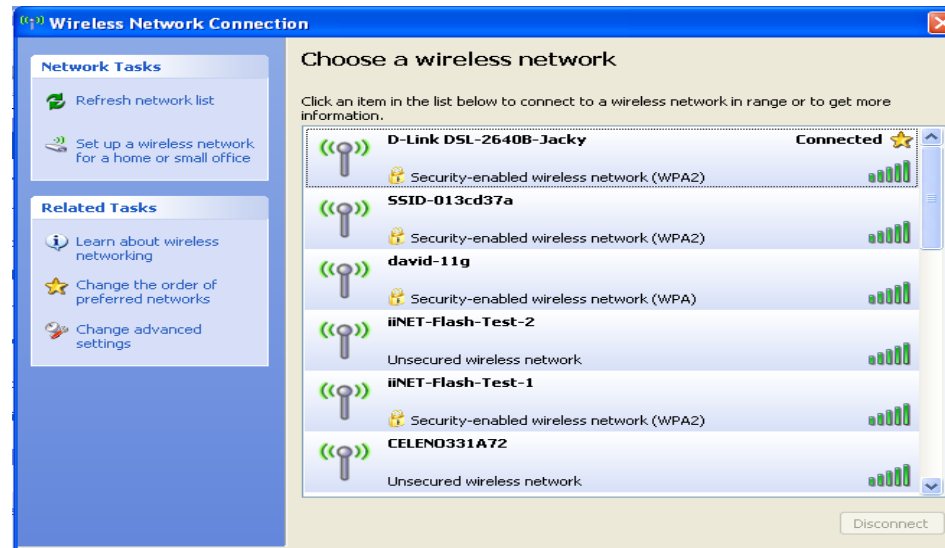 Wireless Network Connection
Network Tasks
Refresh network list
Set up a wireless network
for a home or small office
Related Tasks
Learn about wireless
networking
Change the order of
preferred networks
Change advanced
settings
Choose a wireless network
Click an item in the list below to connect to a wireless network in range or to get more
information.
D-Link DSL-2640B-Jacky Connected
Security-enabled wireless network (WPA2)
SSID-013cd37a
Security-enabled wireless network (WPA2)
david-11g
Security-enabled wireless network (WPA)
iiNET-Flash-Test-2
Unsecured wireless network
iiNET-Flash-Test-1
Security-enabled wireless network (WPA2)
CELENO331A72
Unsecured wireless network
Disconnect